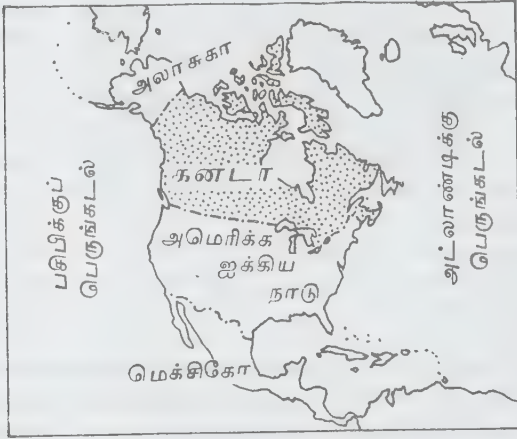 அலாசுகா
கனடா
பசிபிக்குப்
பெருங்கடல்
அட்லாண்டிக்கு
பெருங்கடல்
அமெரிக்க
ஐக்கிய
நாடு
மெக்சிகோ